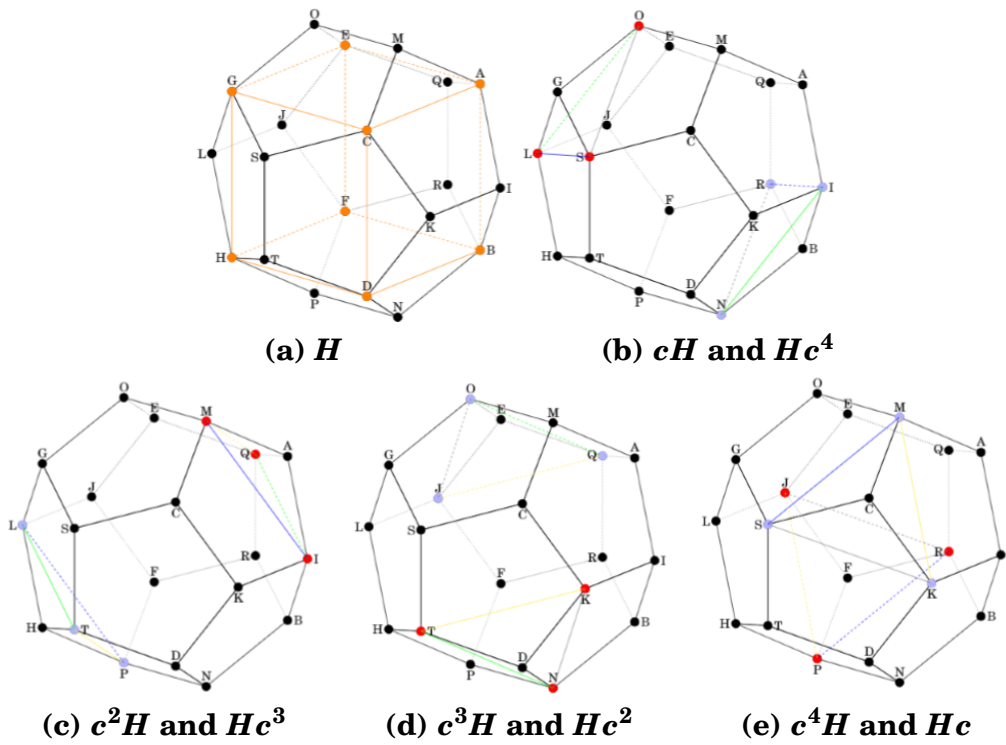 O
E
M
G
Q
A
J
C
L
S
R
I
F
K
H
T
B
D
P
N
(a) H
O
E
M
G
Q
A
J
C
L
S
R
I
F
K
H
T
B
D
P
N
(b) cH and Hc⁴
O
E
M
G
Q
A
J
C
L
S
R
I
F
K
H
T
B
D
P
N
(c) c²H and Hc³
O
E
M
G
Q
A
J
C
L
S
R
I
F
K
H
T
B
D
P
N
(d) c³H and Hc²
O
E
M
G
Q
A
J
C
L
S
R
F
K
H
T
B
D
P
N
(e) c⁴H and Hc